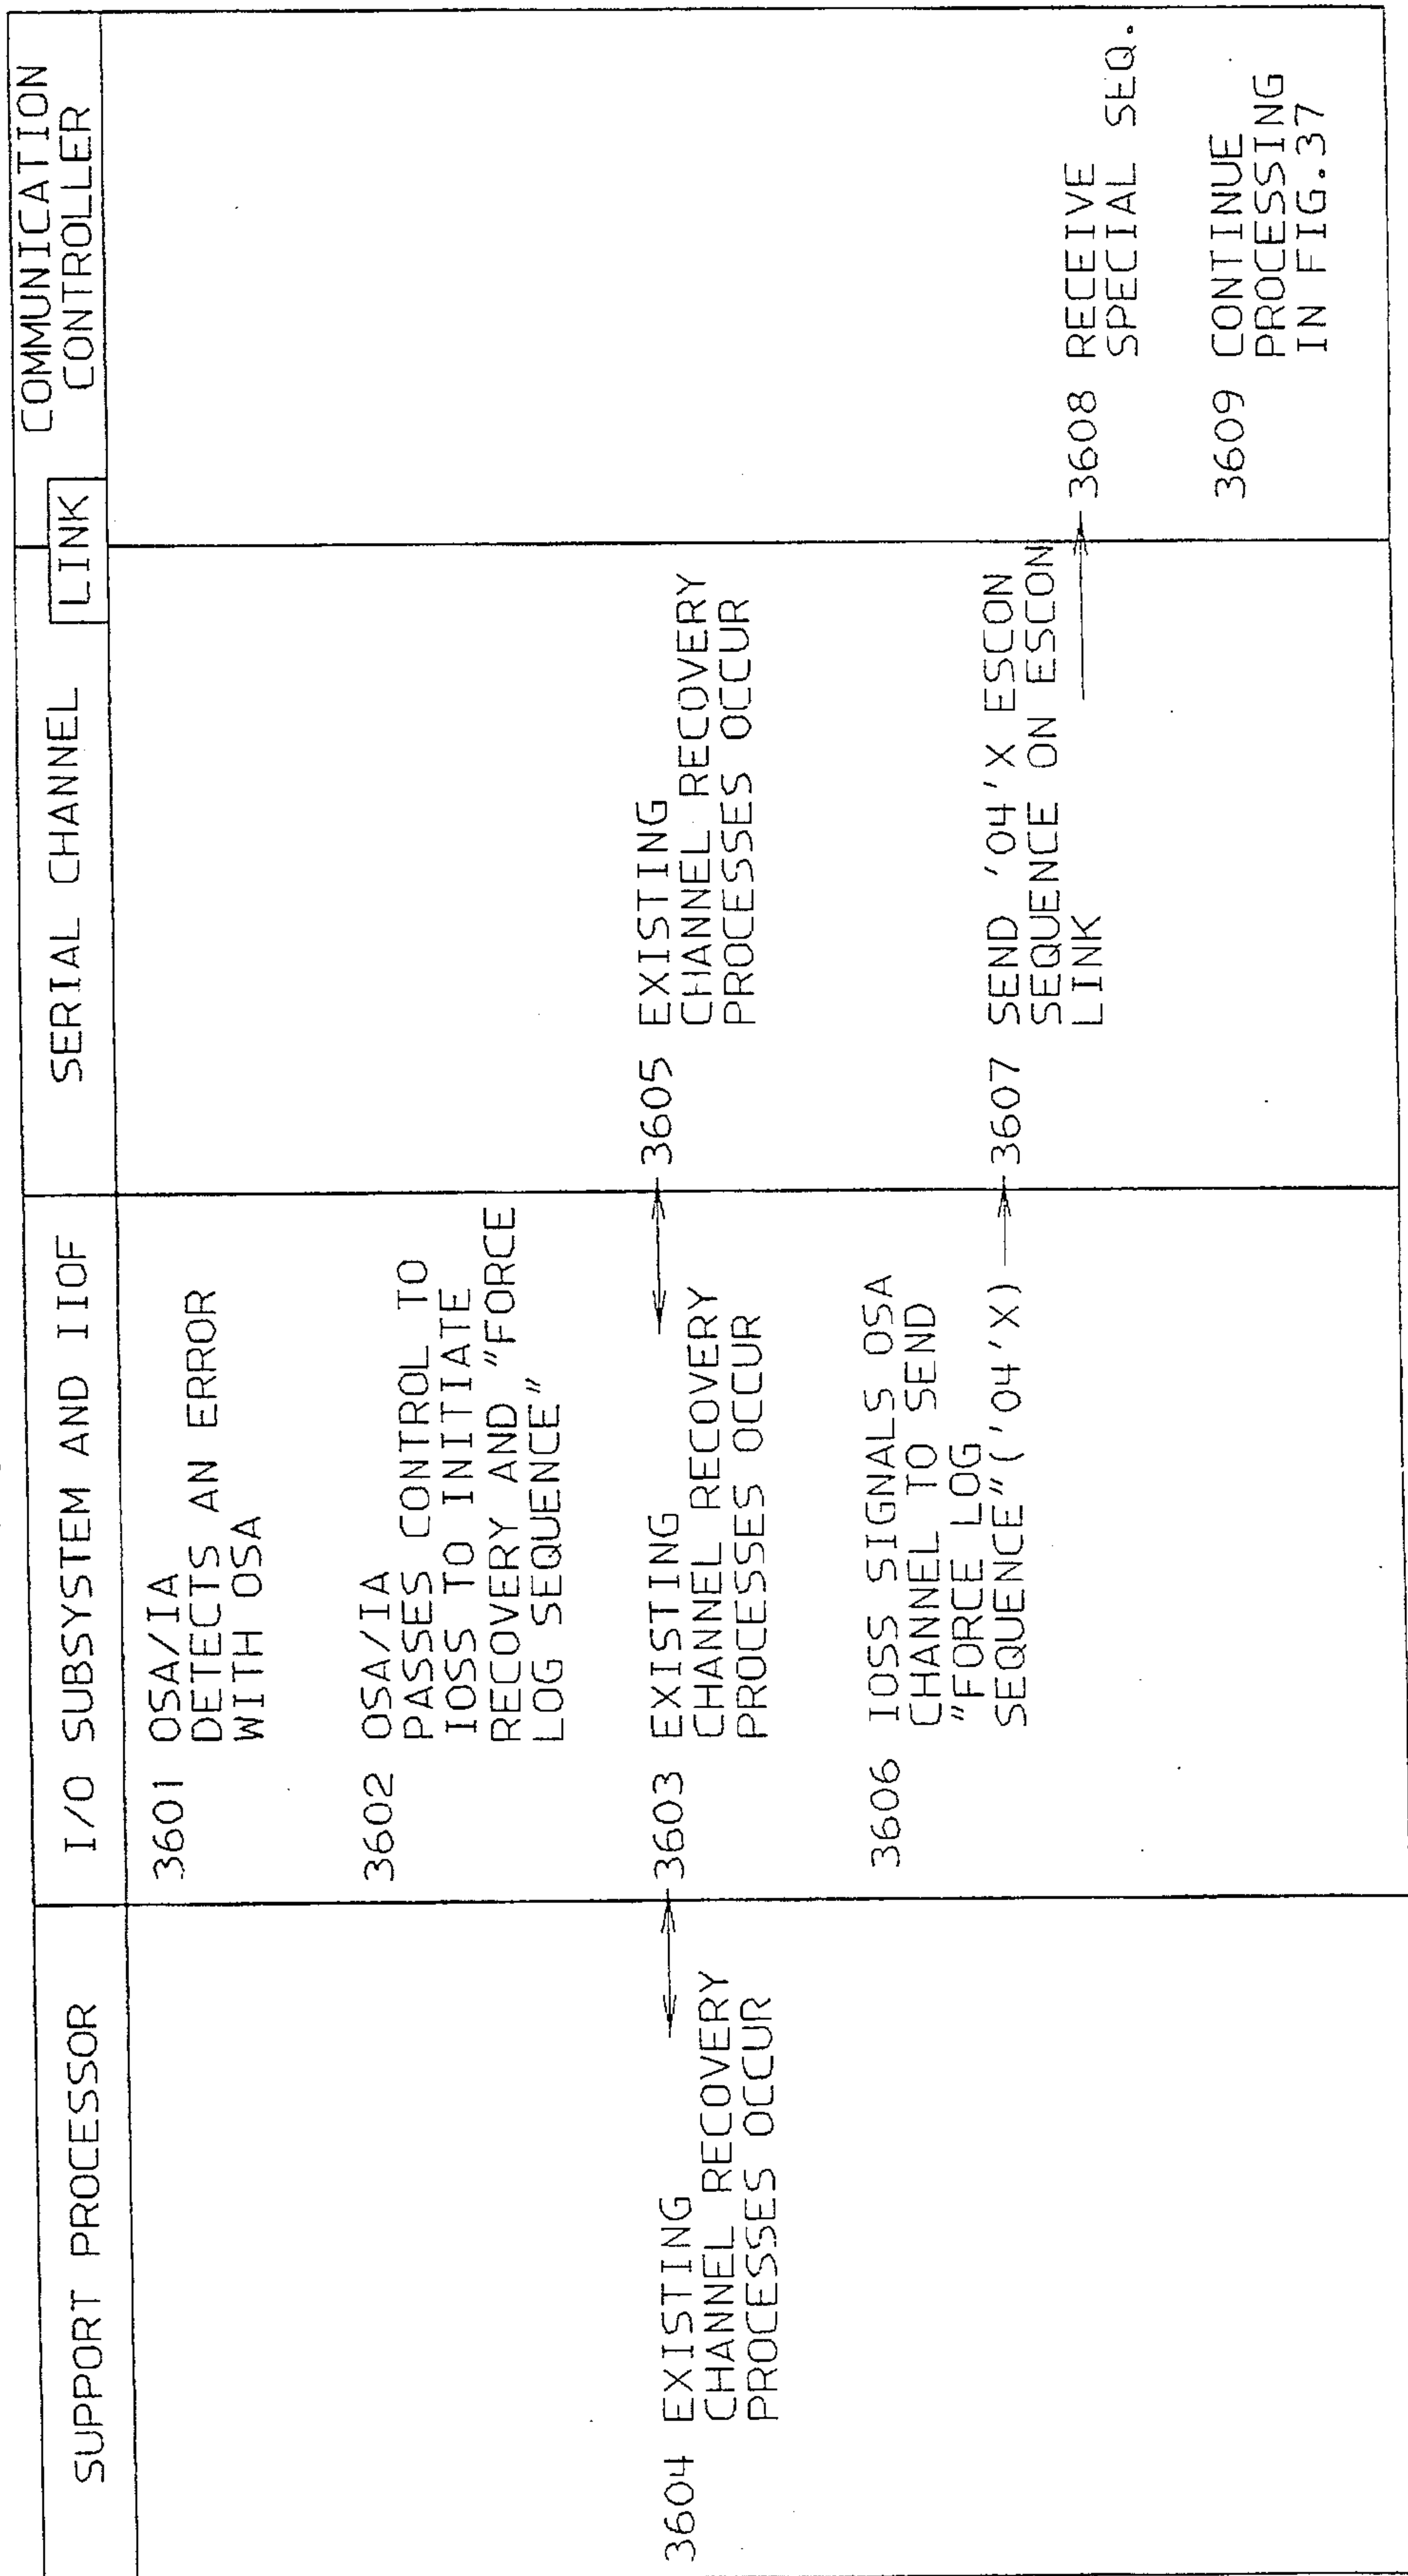 SUPPORT PROCESSOR
I/O SUBSYSTEM AND IIOF
SERIAL CHANNEL
LINK
COMMUNICATION
CONTROLLER
3601 OSA/IA
DETECTS AN ERROR
WITH OSA
3602 OSA/IA
PASSES CONTROL TO
IOSS TO INITIATE
RECOVERY AND "FORCE
LOG SEQUENCE"
3604 EXISTING
CHANNEL RECOVERY
PROCESSES OCCUR
3603 EXISTING
CHANNEL RECOVERY
PROCESSES OCCUR
3605 EXISTING
CHANNEL RECOVERY
PROCESSES OCCUR
3606 IOSS SIGNALS OSA
CHANNEL TO SEND
"FORCE LOG
SEQUENCE"('04'X)
3607 SEND '04'X ESCON
SEQUENCE ON ESCON
LINK
3608 RECEIVE
SPECIAL SEQ.
3609 CONTINUE
PROCESSING
IN FIG.37